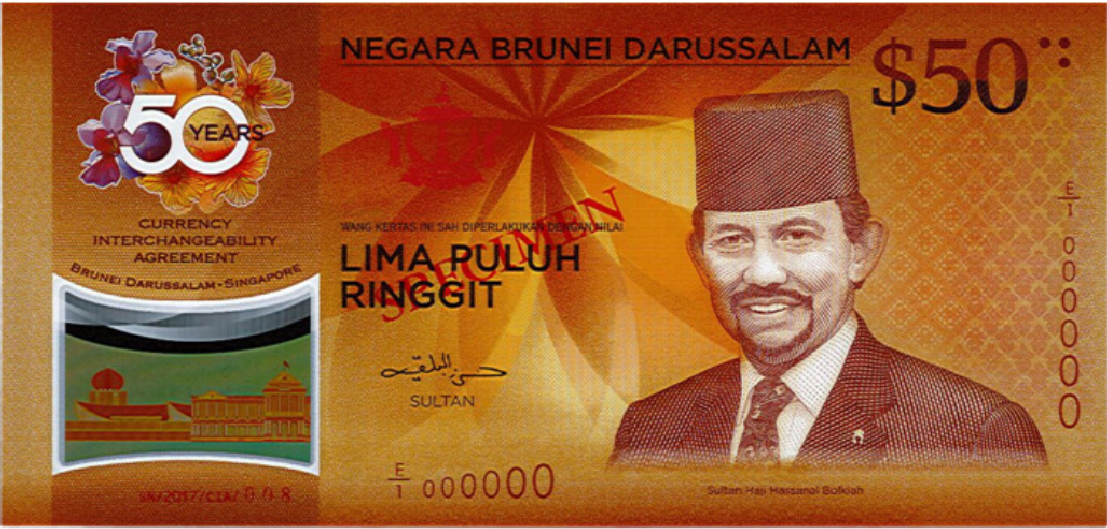 50 YEARS
CURRENCY
INTERCHANGEABILITY
AGREEMENT
BRUNEI DARUSSALAM • SINGAPORE
SN/2017/CIA/008
NEGARA BRUNEI DARUSSALAM
$50
WANG KERTAS INI SAH DIPERLAKUKAN DENGAN NILAI
LIMA PULUH
RINGGIT
SPECIMEN
SULTAN
E/1 000000
E/1 000000
Sultan Haji Hassanal Bolkiah